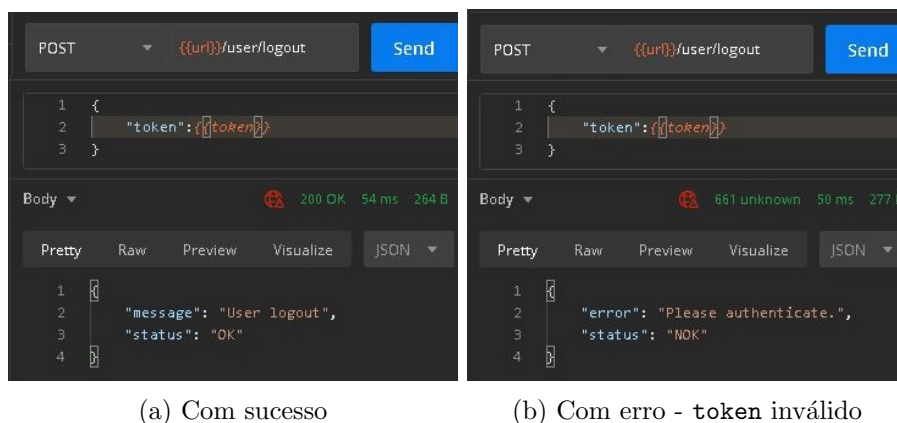 POST {{url}}/user/logout Send
1 {
2 "token":{{token}}
3 }
Body 200 OK 54 ms 264 B
Pretty Raw Preview Visualize JSON
1 {
2 "message": "User logout",
3 "status": "OK"
4 }
(a) Com sucesso
POST {{url}}/user/logout Send
1 {
2 "token":{{token}}
3 }
Body 661 unknown 50 ms 277
Pretty Raw Preview Visualize JSON
1 {
2 "error": "Please authenticate.",
3 "status": "NOK"
4 }
(b) Com erro - token inválido